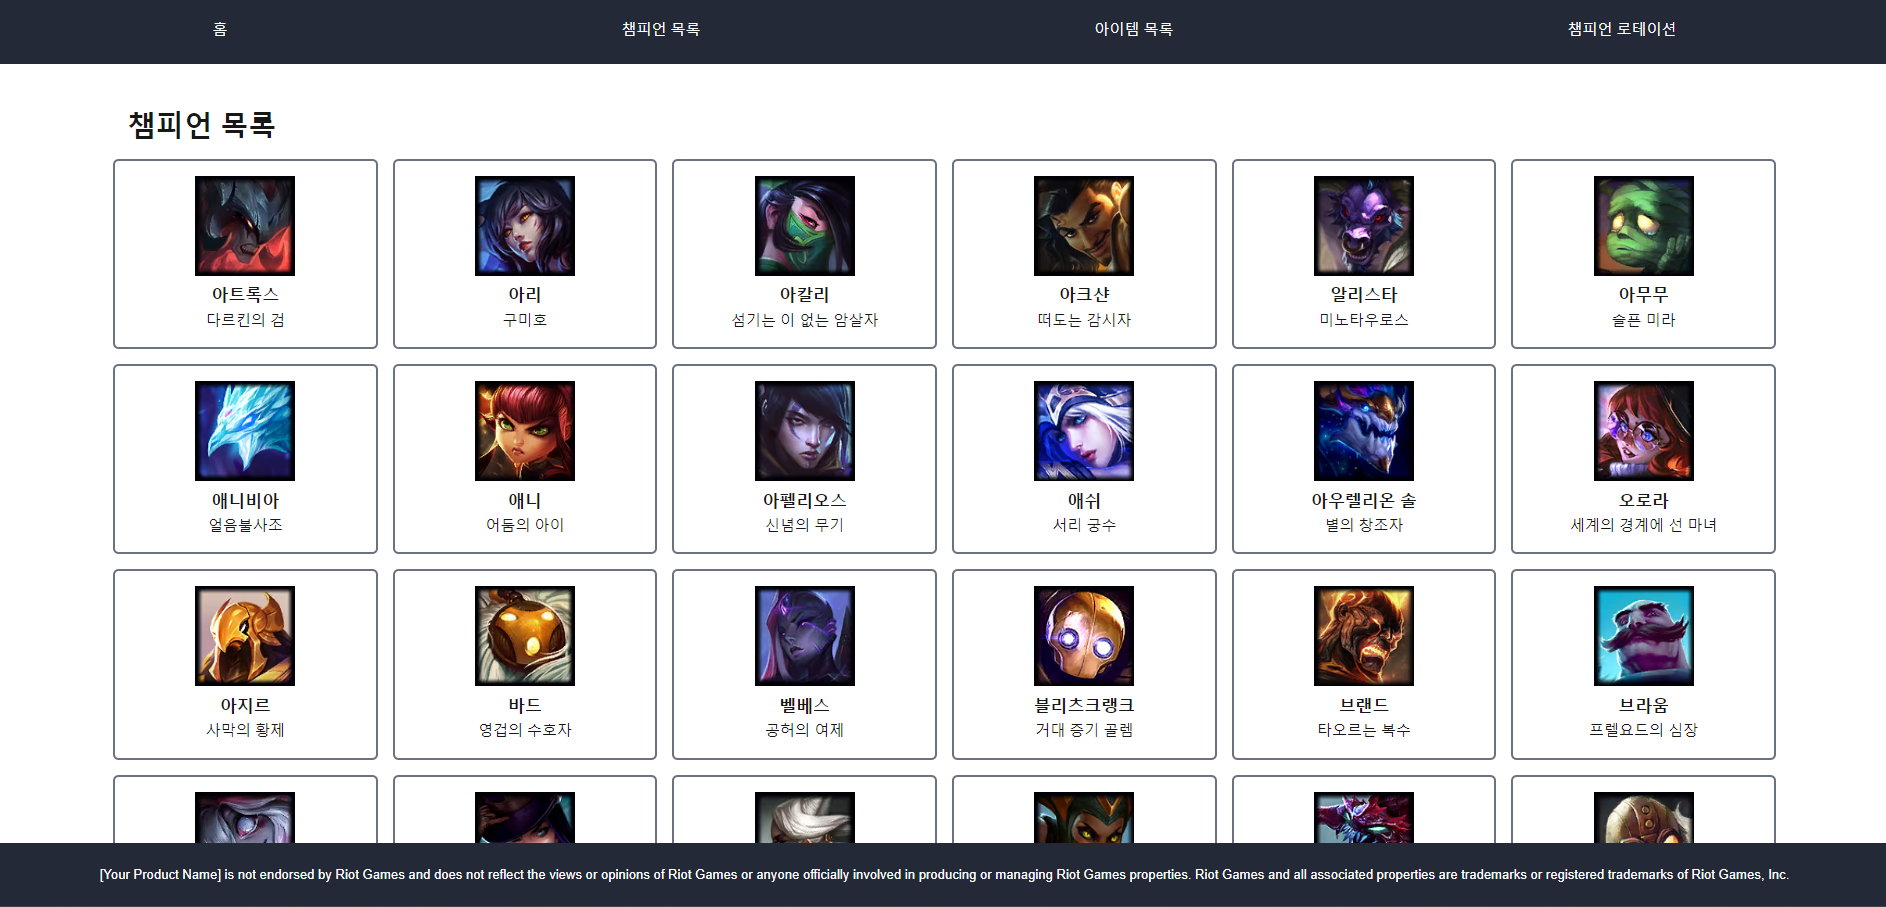 홈
챔피언 목록
아이템 목록
챔피언 로테이션
챔피언 목록
아트록스
다르킨의 검
아리
구미호
아칼리
섬기는 이 없는 암살자
아크샨
떠도는 감시자
알리스타
미노타우로스
아무무
슬픈 미라
애니비아
얼음불사조
애니
어둠의 아이
아펠리오스
신념의 무기
애쉬
서리 궁수
아우렐리온 솔
별의 창조자
오로라
세계의 경계에 선 마녀
아지르
사막의 황제
바드
영겁의 수호자
벨베스
공허의 여제
블리츠크랭크
거대 증기 골렘
브랜드
타오르는 복수
브라움
프렐요드의 심장
[Your Product Name] is not endorsed by Riot Games and does not reflect the views or opinions of Riot Games or anyone officially involved in producing or managing Riot Games properties. Riot Games and all associated properties are trademarks or registered trademarks of Riot Games, Inc.